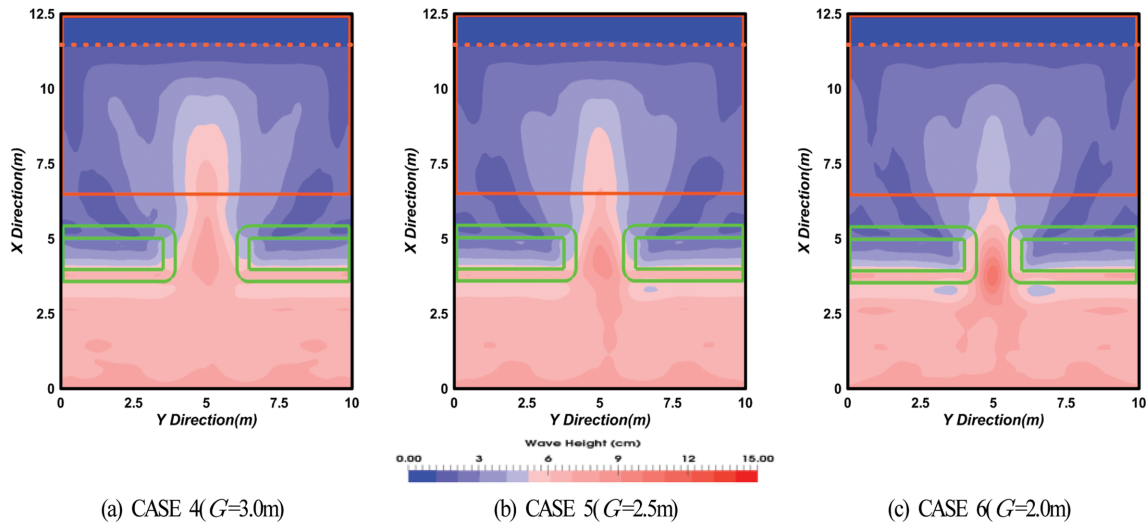 12.5
10
7.5
5
2.5
0
X Direction(m)
0 2.5 5 7.5 10
Y Direction(m)
12.5
10
7.5
5
2.5
0
X Direction(m)
0 2.5 5 7.5 10
Y Direction(m)
12.5
10
7.5
5
2.5
0
X Direction(m)
0 2.5 5 7.5 10
Y Direction(m)
Wave Height (cm)
0.00 3 6 9 12 15.00
(a) CASE 4(G=3.0m)
(b) CASE 5(G=2.5m)
(c) CASE 6(G=2.0m)